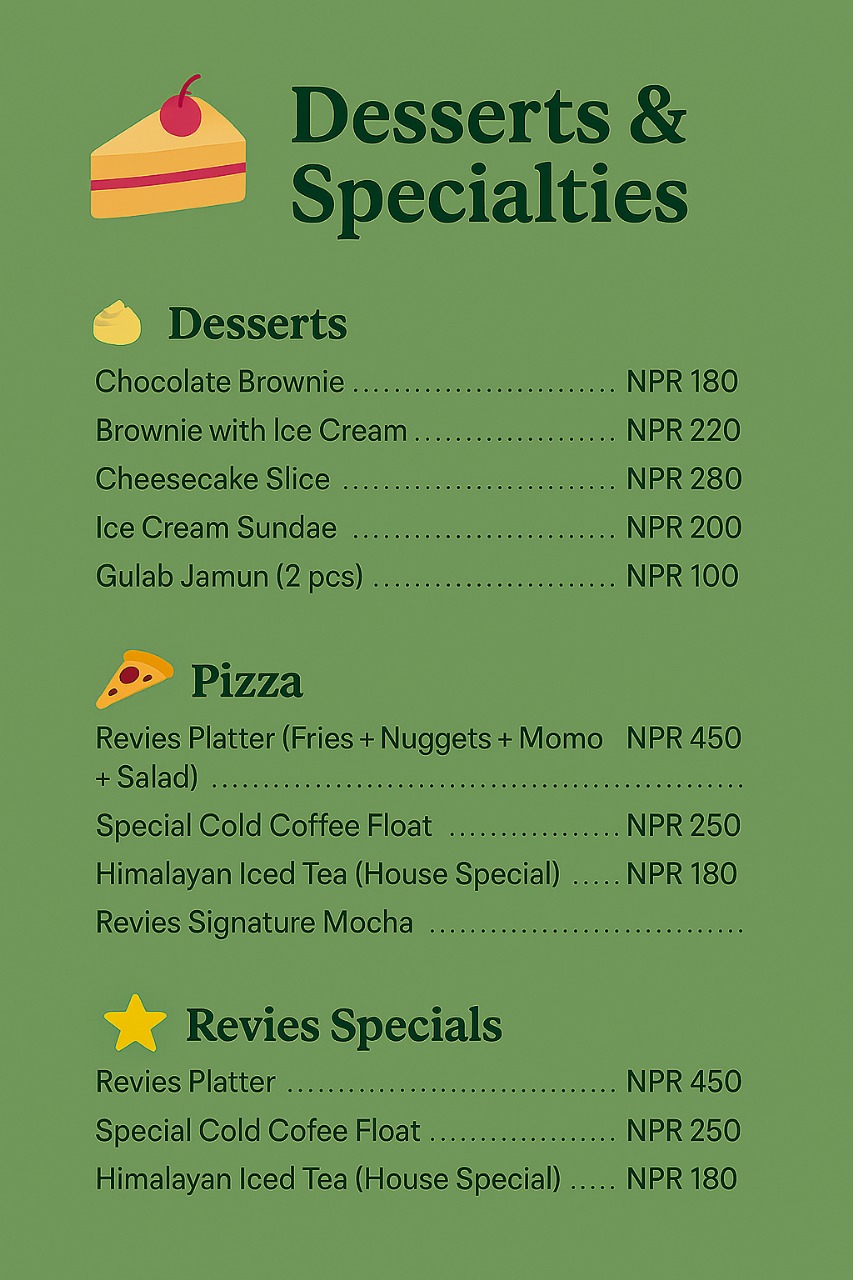 Desserts &
Specialties
Desserts
Chocolate Brownie ........................... NPR 180
Brownie with Ice Cream ..................... NPR 220
Cheesecake Slice ............................ NPR 280
Ice Cream Sundae ........................... NPR 200
Gulab Jamun (2 pcs) ......................... NPR 100
Pizza
Revies Platter (Fries + Nuggets + Momo NPR 450
+ Salad) .......................................................
Special Cold Coffee Float .................. NPR 250
Himalayan Iced Tea (House Special) ..... NPR 180
Revies Signature Mocha ................................
Revies Specials
Revies Platter .................................. NPR 450
Special Cold Cofee Float ................... NPR 250
Himalayan Iced Tea (House Special) ..... NPR 180